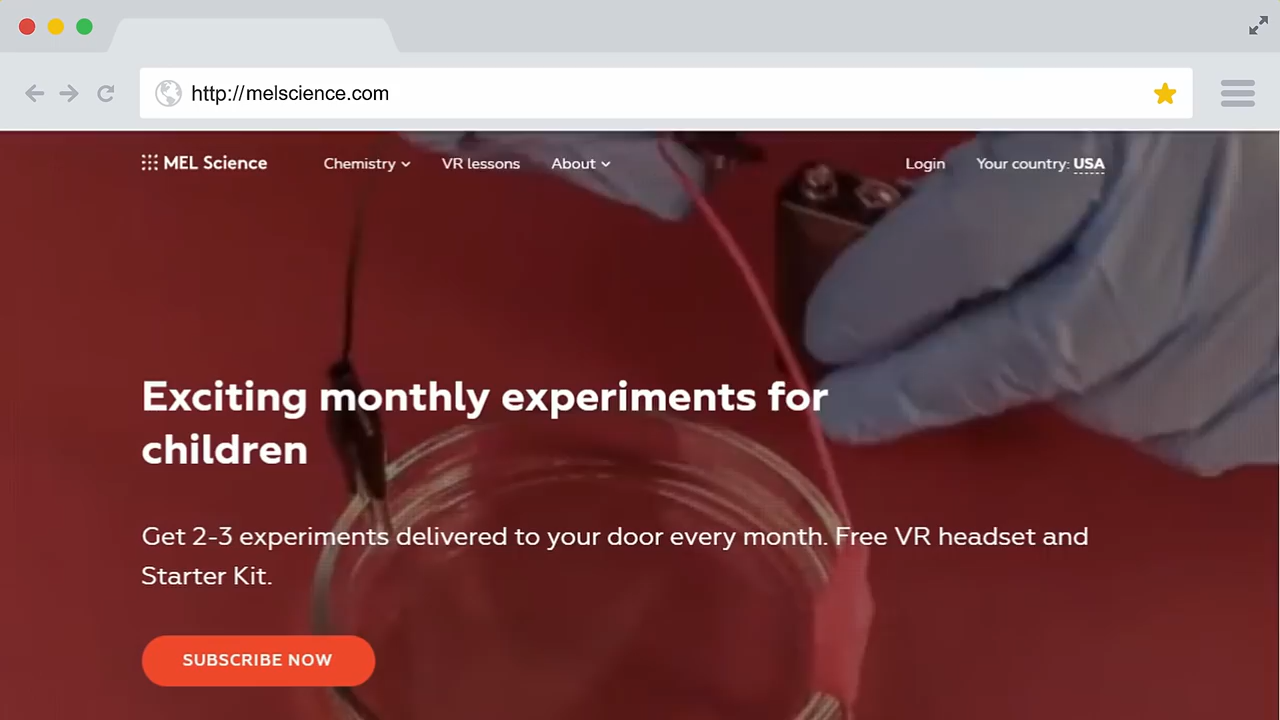 http://melscience.com
MEL Science Chemistry VR lessons About Login Your country: USA
Exciting monthly experiments for
children
Get 2-3 experiments delivered to your door every month. Free VR headset and
Starter Kit.
SUBSCRIBE NOW